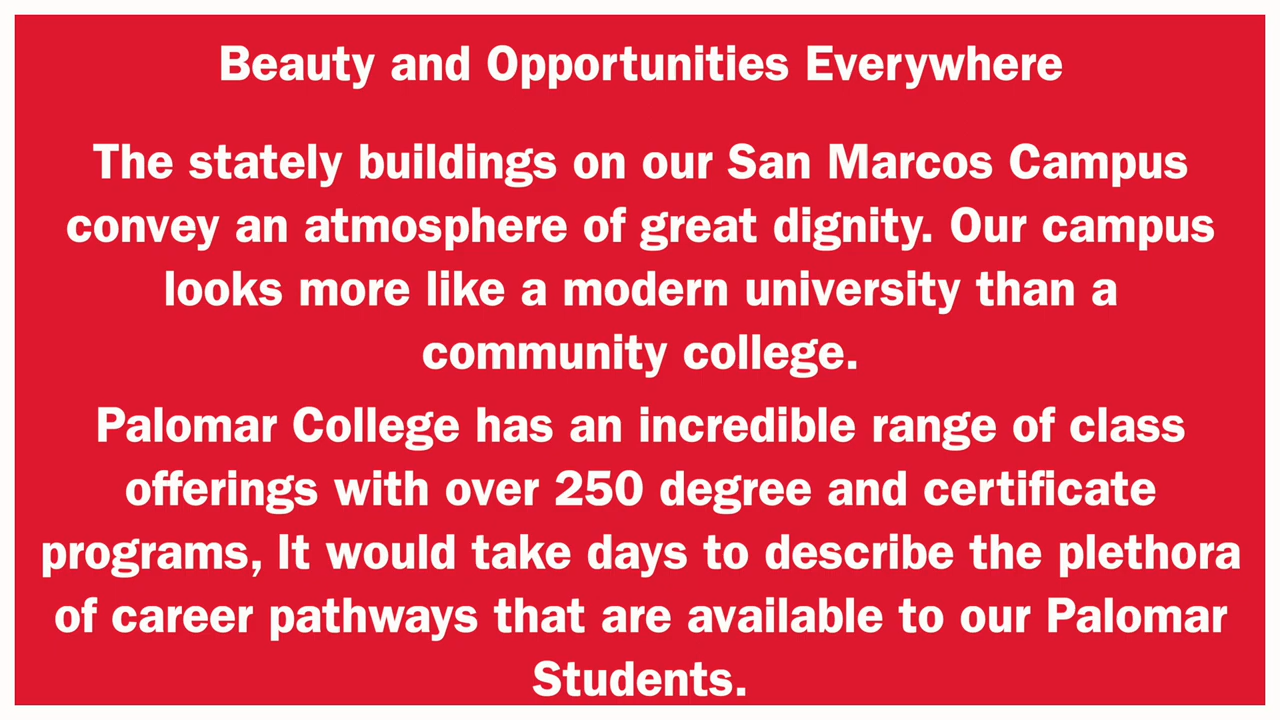 Beauty and Opportunities Everywhere
The stately buildings on our San Marcos Campus
convey an atmosphere of great dignity. Our campus
looks more like a modern university than a
community college.
Palomar College has an incredible range of class
offerings with over 250 degree and certificate
programs, It would take days to describe the plethora
of career pathways that are available to our Palomar
Students.